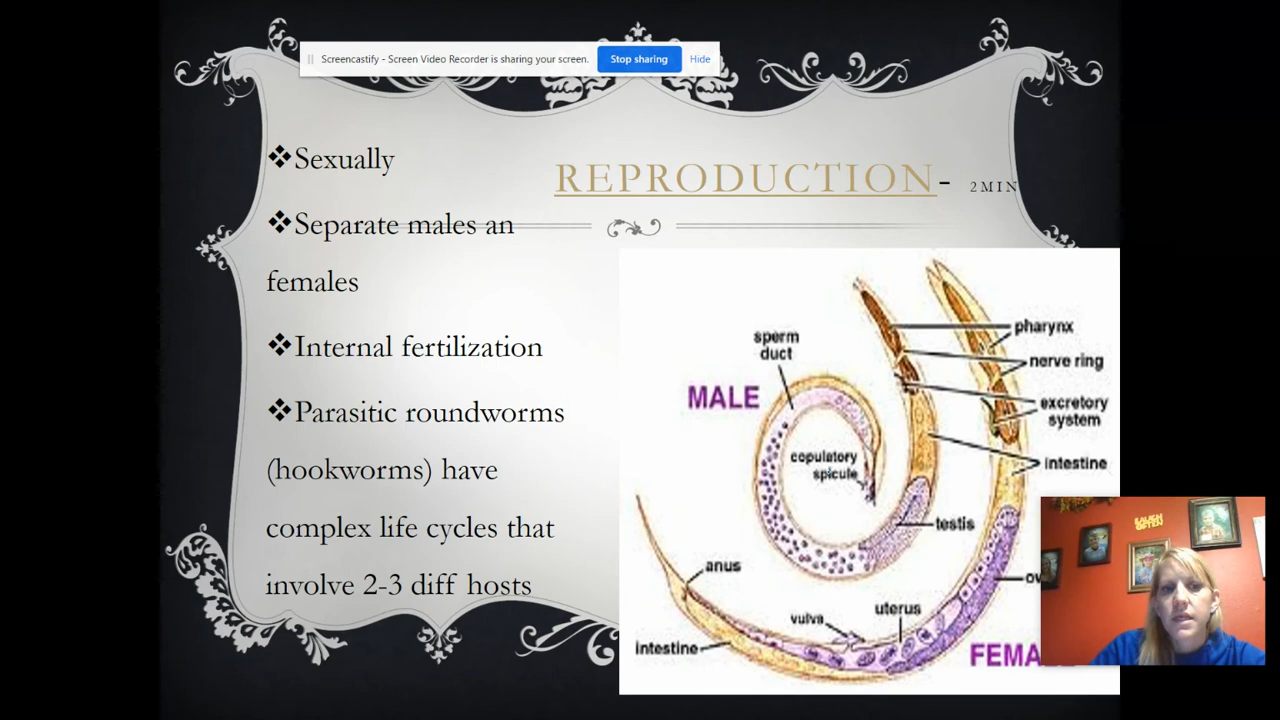 Screencastify - Screen Video Recorder is sharing your screen.
Stop sharing
Hide
REPRODUCTION- 2MIN
❖Sexually
❖Separate males an
females
❖Internal fertilization
❖Parasitic roundworms
(hookworms) have
complex life cycles that
involve 2-3 diff hosts
pharynx
sperm
duct
nerve ring
MALE
excretory
system
copulatory
spicule
intestine
testis
anus
vulva
uterus
intestine
LAUGH
OFTEN